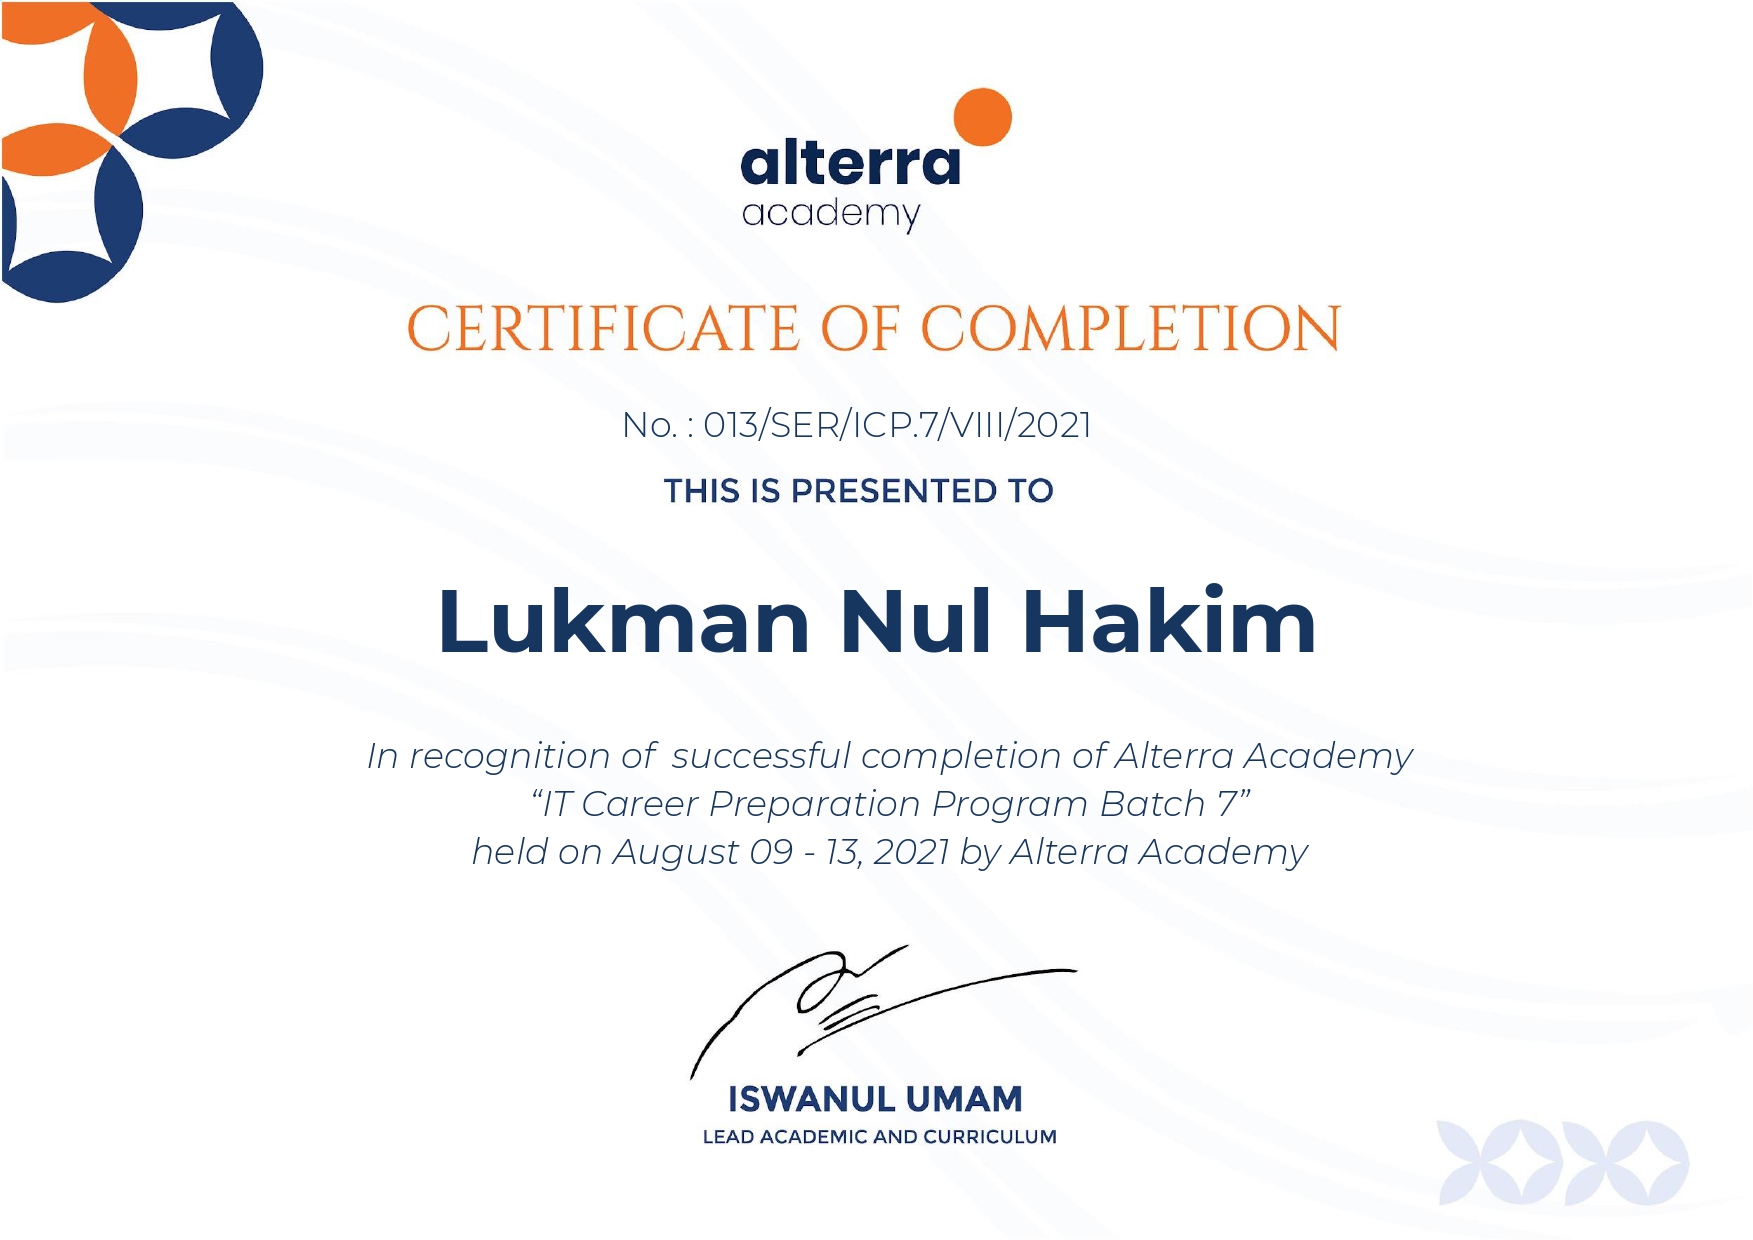 alterra
academy
CERTIFICATE OF COMPLETION
No. : 013/SER/ICP.7/VIII/2021
THIS IS PRESENTED TO
Lukman Nul Hakim
In recognition of  successful completion of Alterra Academy
“IT Career Preparation Program Batch 7”
held on August 09 - 13, 2021 by Alterra Academy
ISWANUL UMAM
LEAD ACADEMIC AND CURRICULUM